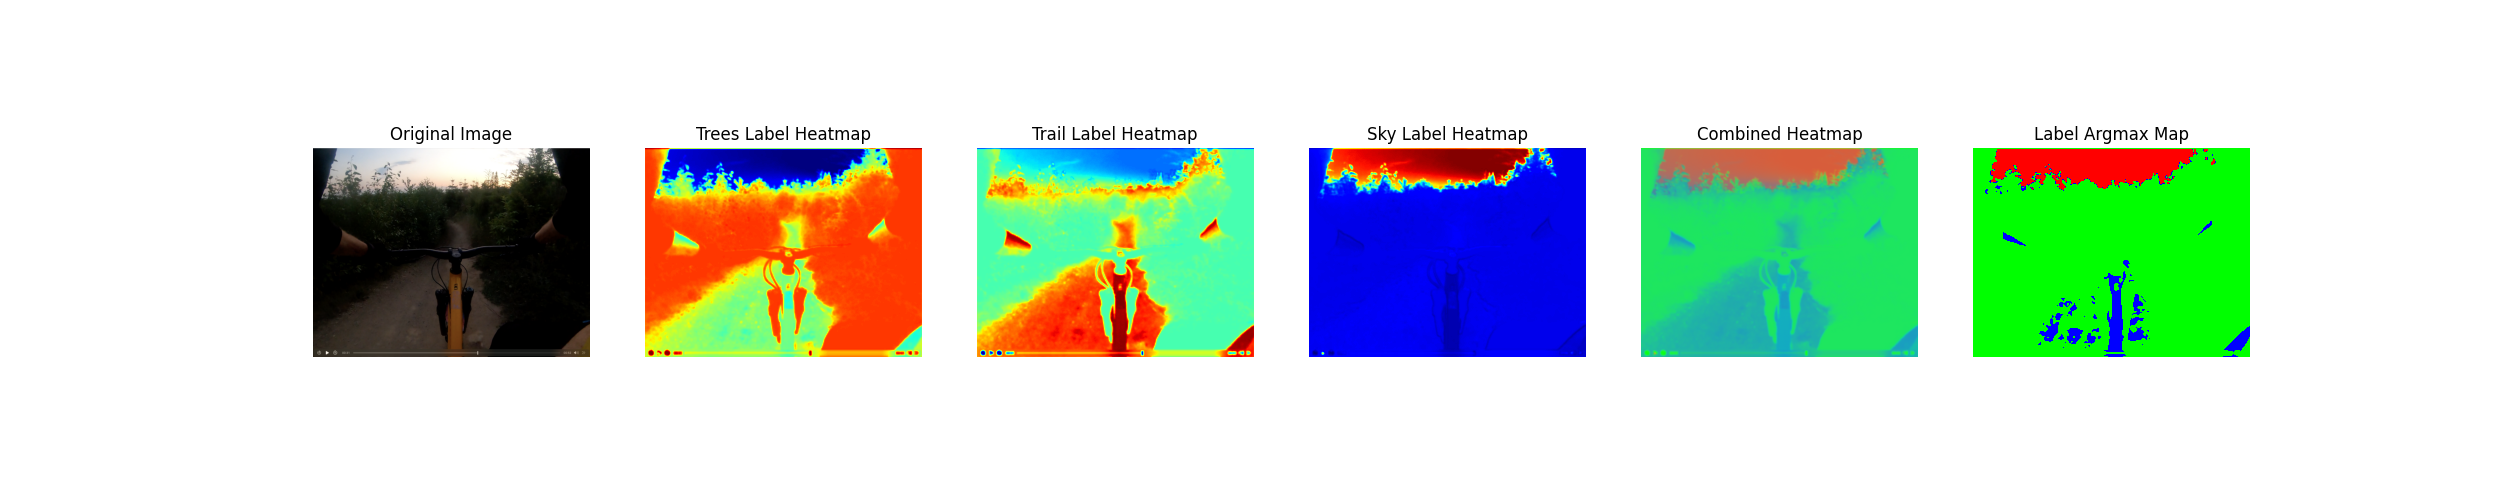 Original Image
Trees Label Heatmap
Trail Label Heatmap
Sky Label Heatmap
Combined Heatmap
Label Argmax Map